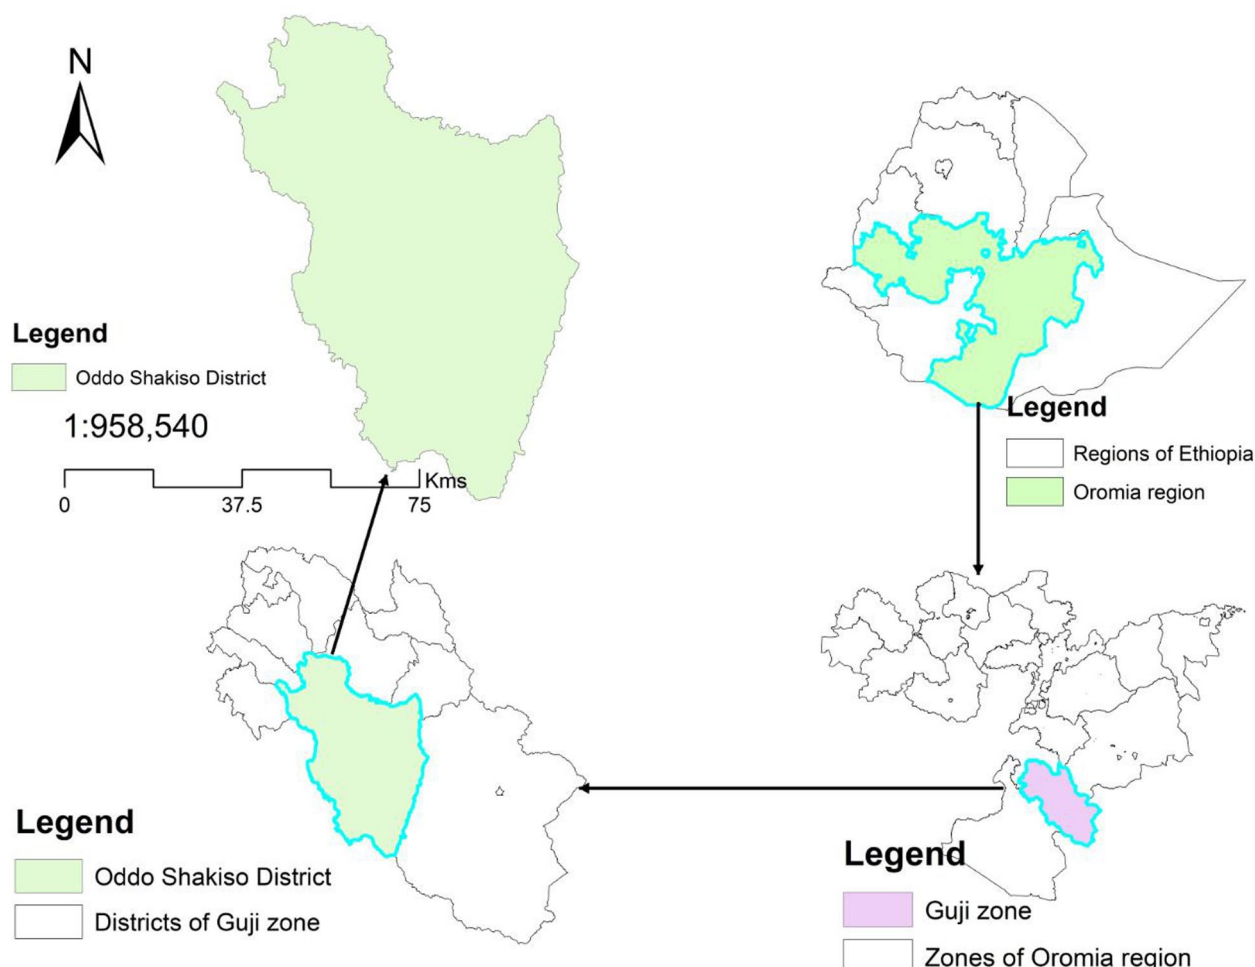 N
Legend
Oddo Shakiso District
1:958,540
Kms
0 37.5 75
Legend
Regions of Ethiopia
Oromia region
Legend
Oddo Shakiso District
Districts of Guji zone
Legend
Guji zone
Zones of Oromia region